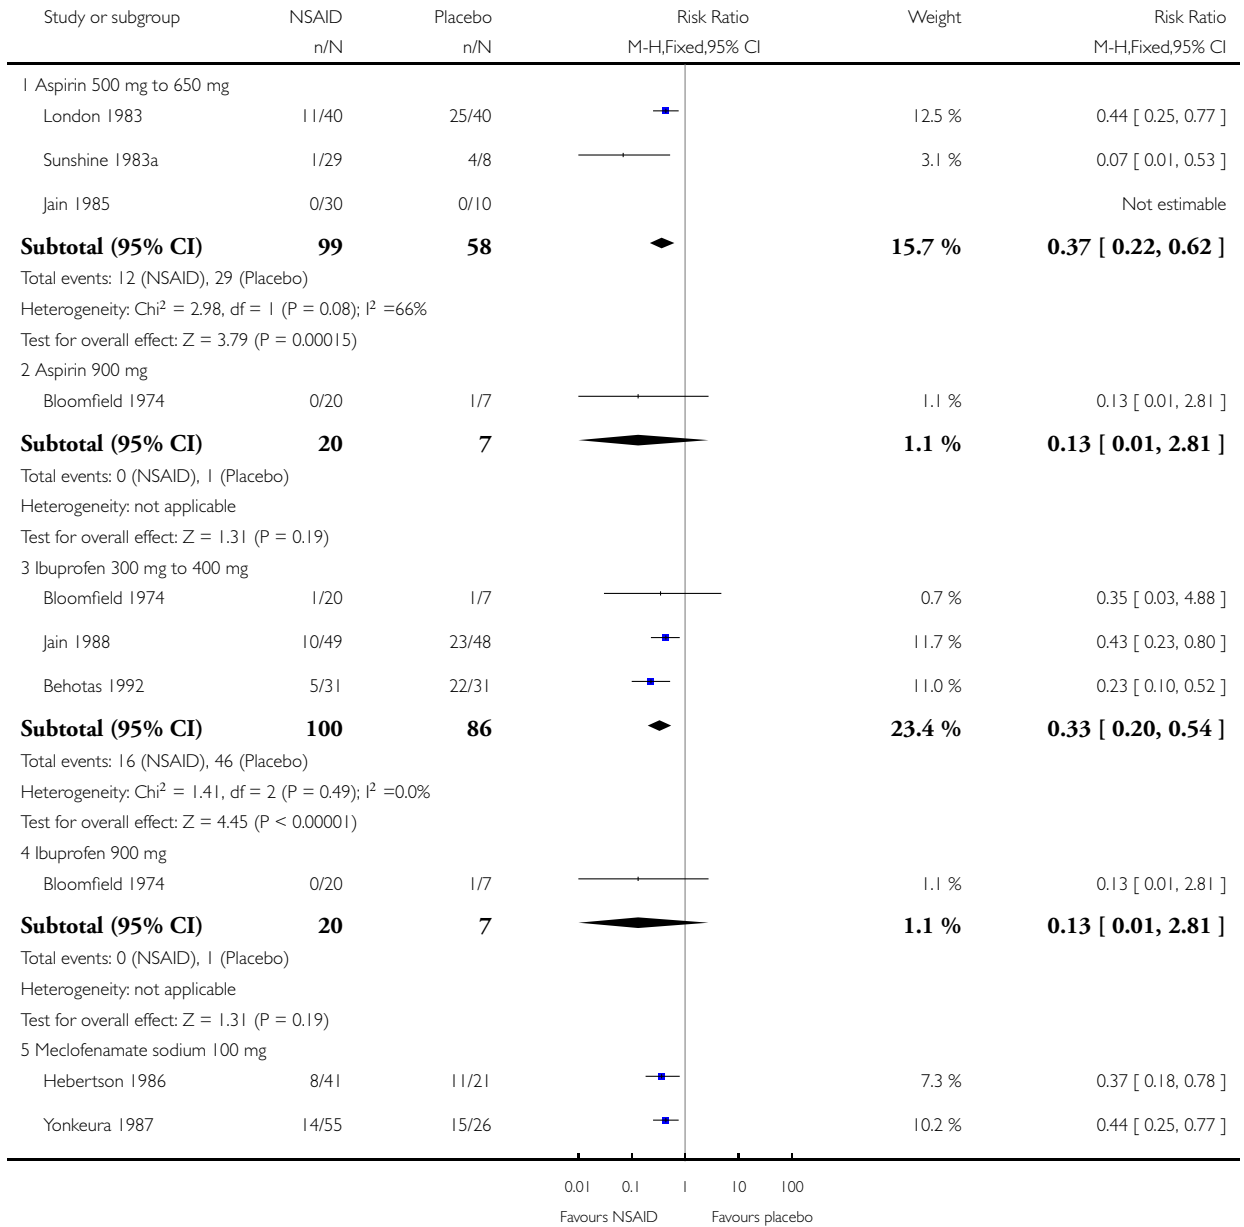 Study or subgroup NSAID Placebo Risk Ratio Weight Risk Ratio
n/N n/N M-H,Fixed,95% CI M-H,Fixed,95% CI
1 Aspirin 500 mg to 650 mg
London 1983 11/40 25/40 12.5 % 0.44 [ 0.25, 0.77 ]
Sunshine 1983a 1/29 4/8 3.1 % 0.07 [ 0.01, 0.53 ]
Jain 1985 0/30 0/10 Not estimable
Subtotal (95% CI) 99 58 15.7 % 0.37 [ 0.22, 0.62 ]
Total events: 12 (NSAID), 29 (Placebo)
Heterogeneity: Chi² = 2.98, df = 1 (P = 0.08); I² =66%
Test for overall effect: Z = 3.79 (P = 0.00015)
2 Aspirin 900 mg
Bloomfield 1974 0/20 1/7 1.1 % 0.13 [ 0.01, 2.81 ]
Subtotal (95% CI) 20 7 1.1 % 0.13 [ 0.01, 2.81 ]
Total events: 0 (NSAID), 1 (Placebo)
Heterogeneity: not applicable
Test for overall effect: Z = 1.31 (P = 0.19)
3 Ibuprofen 300 mg to 400 mg
Bloomfield 1974 1/20 1/7 0.7 % 0.35 [ 0.03, 4.88 ]
Jain 1988 10/49 23/48 11.7 % 0.43 [ 0.23, 0.80 ]
Behotas 1992 5/31 22/31 11.0 % 0.23 [ 0.10, 0.52 ]
Subtotal (95% CI) 100 86 23.4 % 0.33 [ 0.20, 0.54 ]
Total events: 16 (NSAID), 46 (Placebo)
Heterogeneity: Chi² = 1.41, df = 2 (P = 0.49); I² =0.0%
Test for overall effect: Z = 4.45 (P < 0.00001)
4 Ibuprofen 900 mg
Bloomfield 1974 0/20 1/7 1.1 % 0.13 [ 0.01, 2.81 ]
Subtotal (95% CI) 20 7 1.1 % 0.13 [ 0.01, 2.81 ]
Total events: 0 (NSAID), 1 (Placebo)
Heterogeneity: not applicable
Test for overall effect: Z = 1.31 (P = 0.19)
5 Meclofenamate sodium 100 mg
Hebertson 1986 8/41 11/21 7.3 % 0.37 [ 0.18, 0.78 ]
Yonkeura 1987 14/55 15/26 10.2 % 0.44 [ 0.25, 0.77 ]
0.01 0.1 1 10 100
Favours NSAID Favours placebo